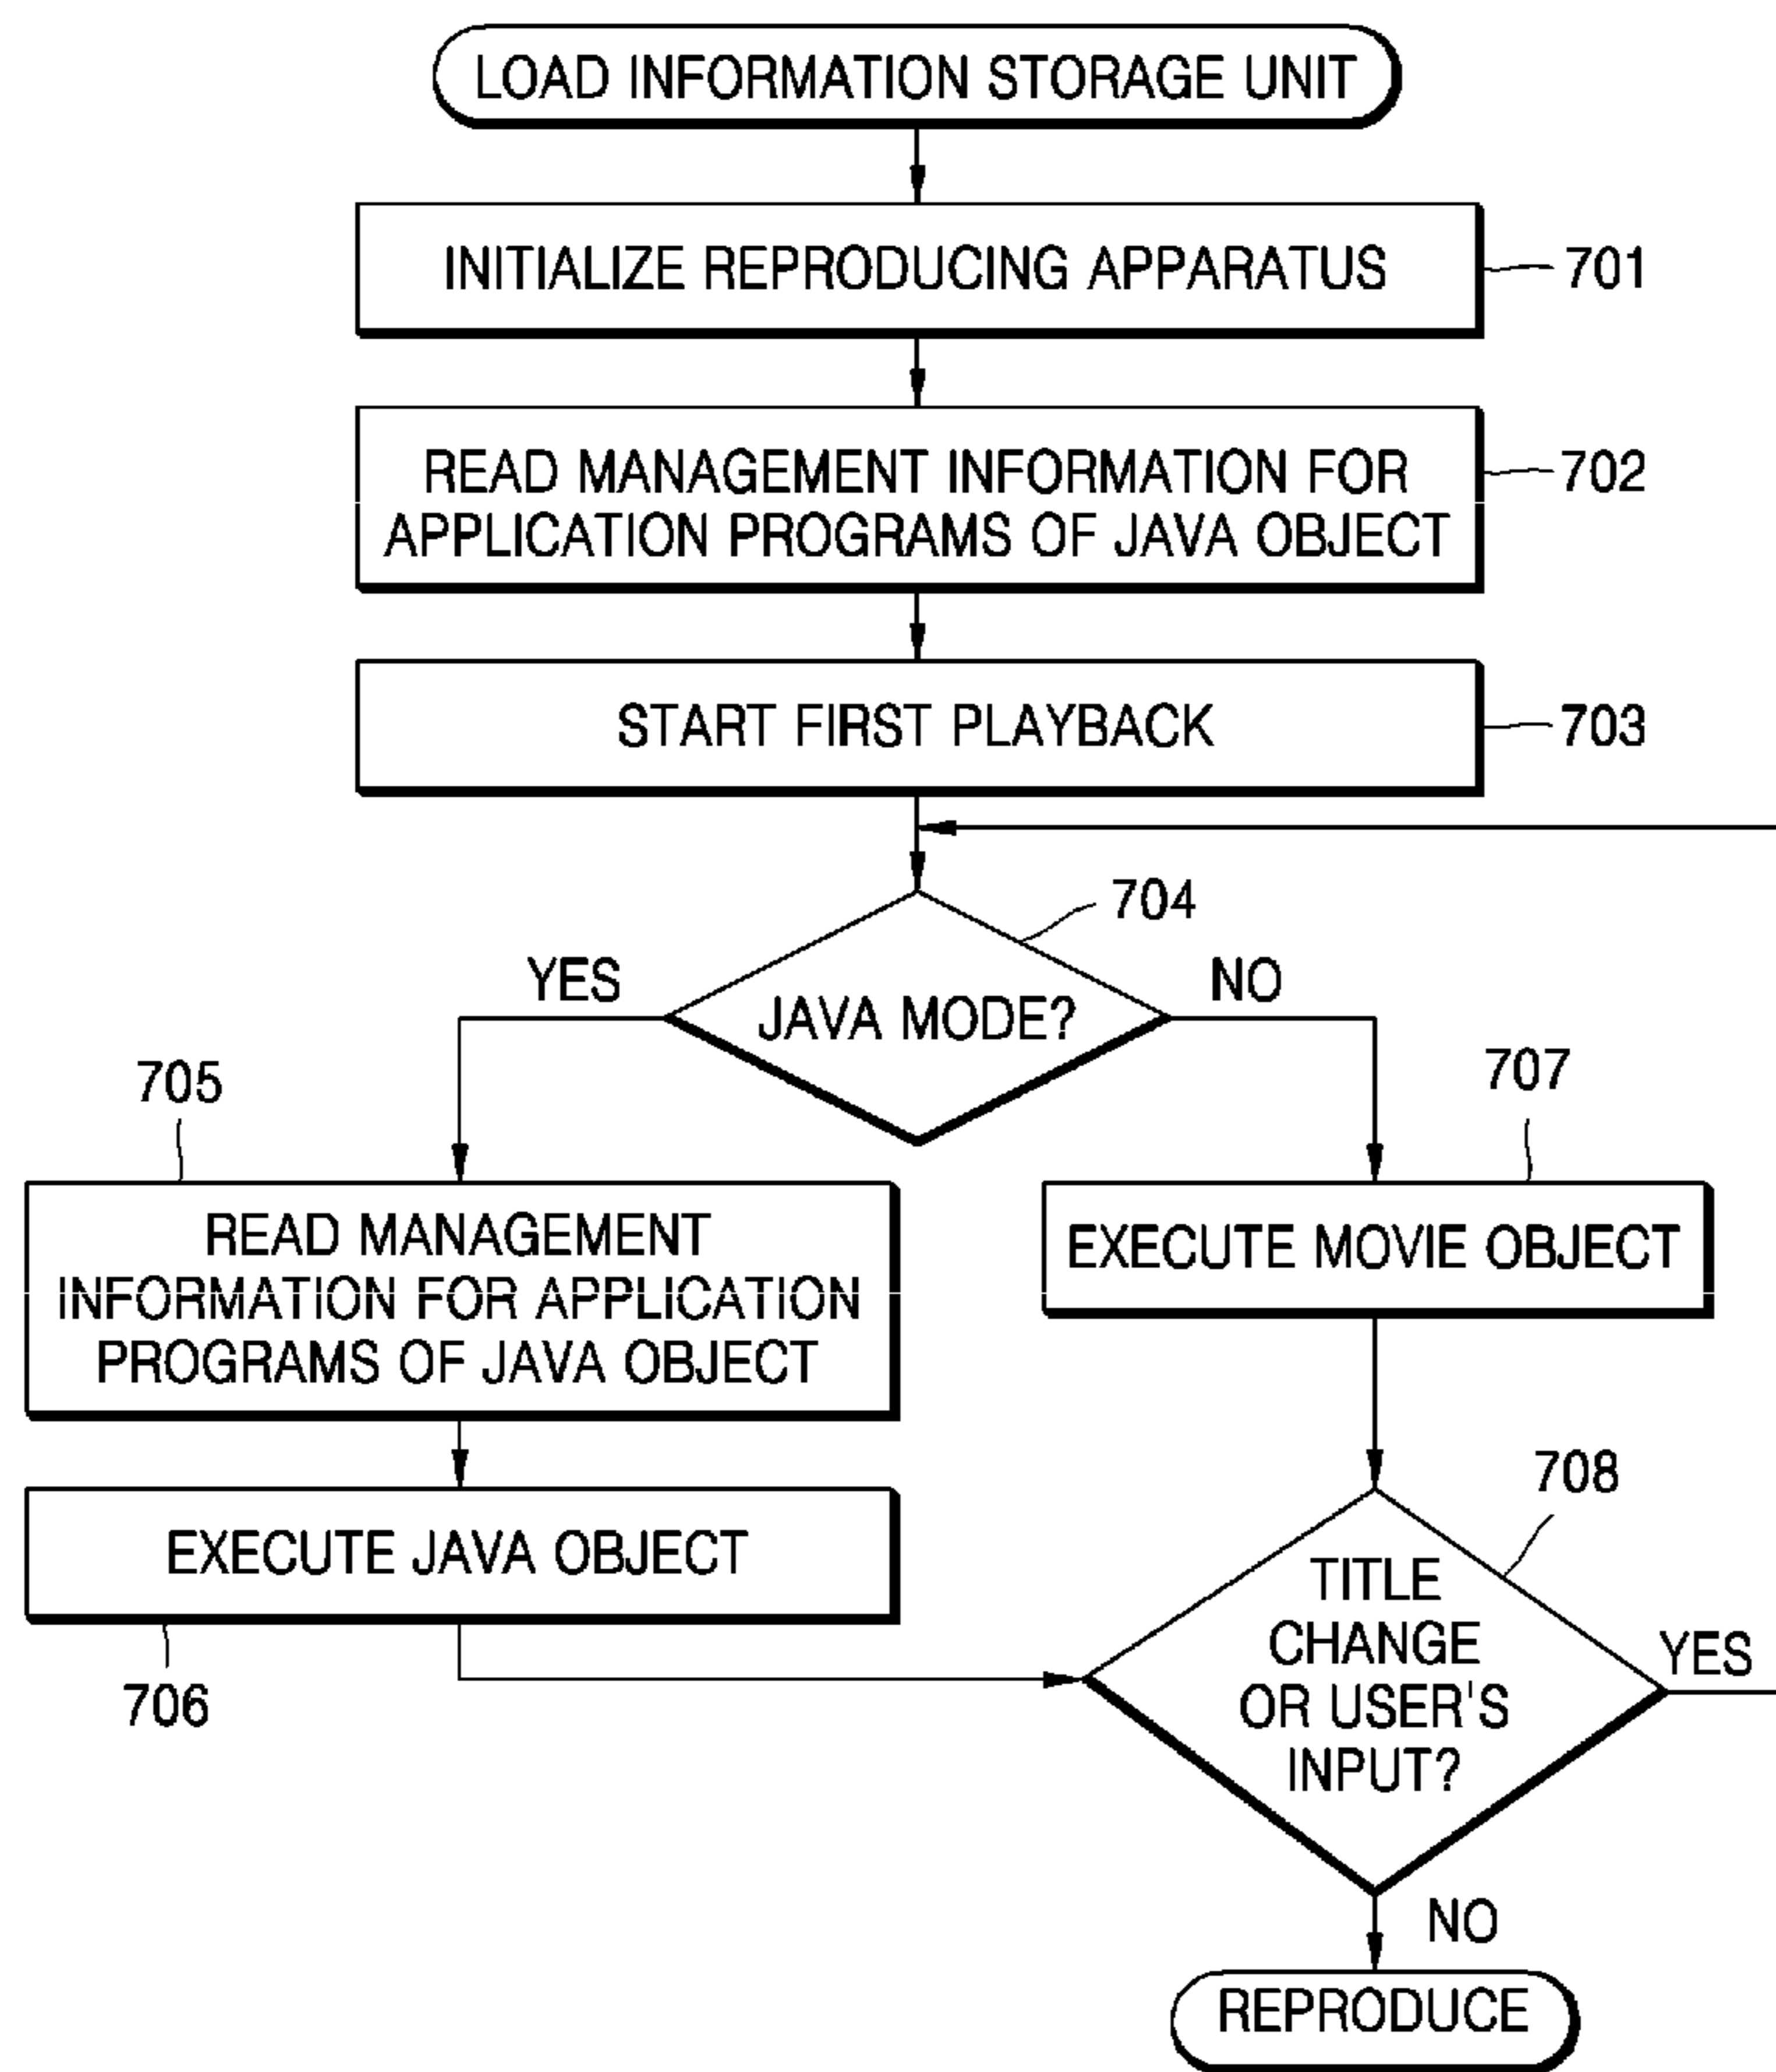 LOAD INFORMATION STORAGE UNIT
INITIALIZE REPRODUCING APPARATUS
701
READ MANAGEMENT INFORMATION FOR
APPLICATION PROGRAMS OF JAVA OBJECT
702
START FIRST PLAYBACK
703
704
YES
JAVA MODE?
NO
705
READ MANAGEMENT
INFORMATION FOR APPLICATION
PROGRAMS OF JAVA OBJECT
707
EXECUTE MOVIE OBJECT
EXECUTE JAVA OBJECT
706
708
TITLE
CHANGE
OR USER'S
INPUT?
YES
NO
REPRODUCE